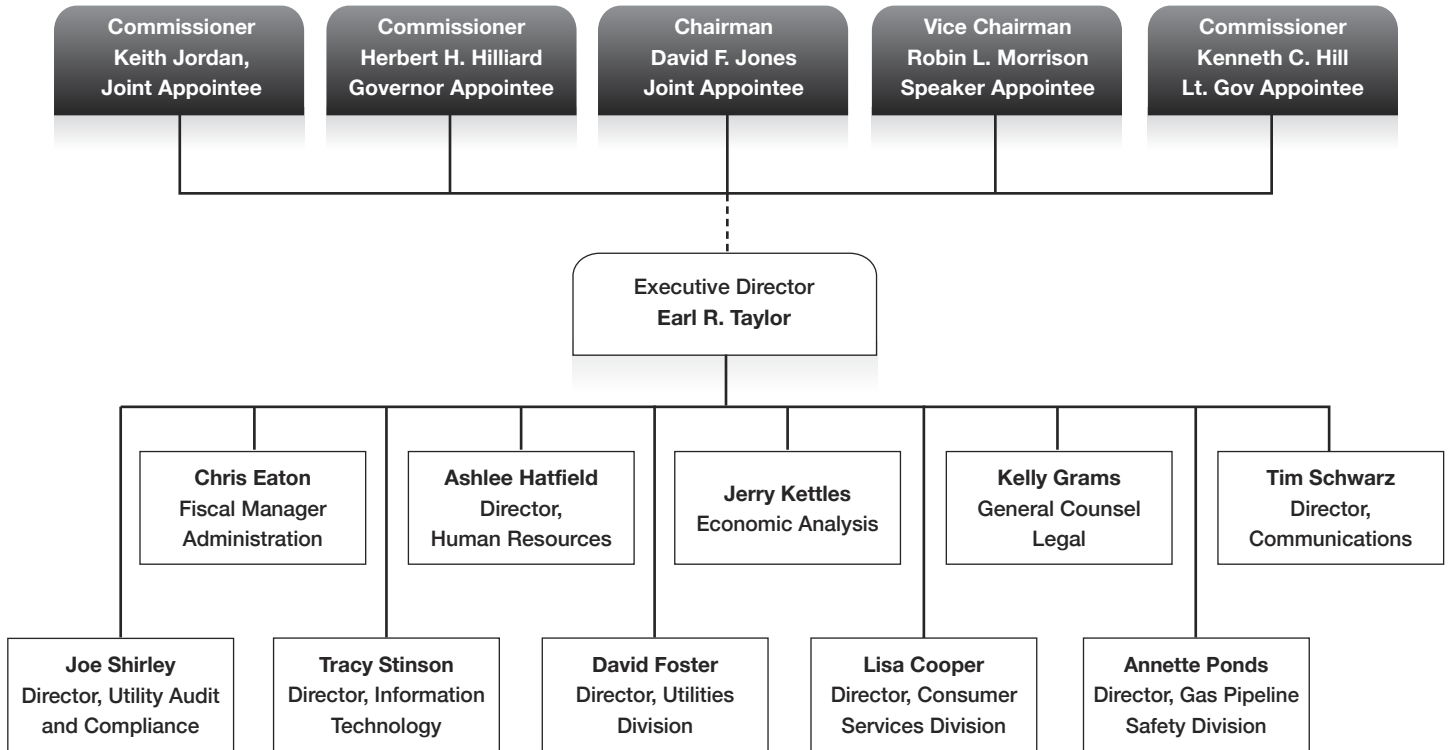 Commissioner
Keith Jordan,
Joint Appointee
Commissioner
Herbert H. Hilliard
Governor Appointee
Chairman
David F. Jones
Joint Appointee
Vice Chairman
Robin L. Morrison
Speaker Appointee
Commissioner
Kenneth C. Hill
Lt. Gov Appointee
Executive Director
Earl R. Taylor
Chris Eaton
Fiscal Manager
Administration
Ashlee Hatfield
Director,
Human Resources
Jerry Kettles
Economic Analysis
Kelly Grams
General Counsel
Legal
Tim Schwarz
Director,
Communications
Joe Shirley
Director, Utility Audit
and Compliance
Tracy Stinson
Director, Information
Technology
David Foster
Director, Utilities
Division
Lisa Cooper
Director, Consumer
Services Division
Annette Ponds
Director, Gas Pipeline
Safety Division